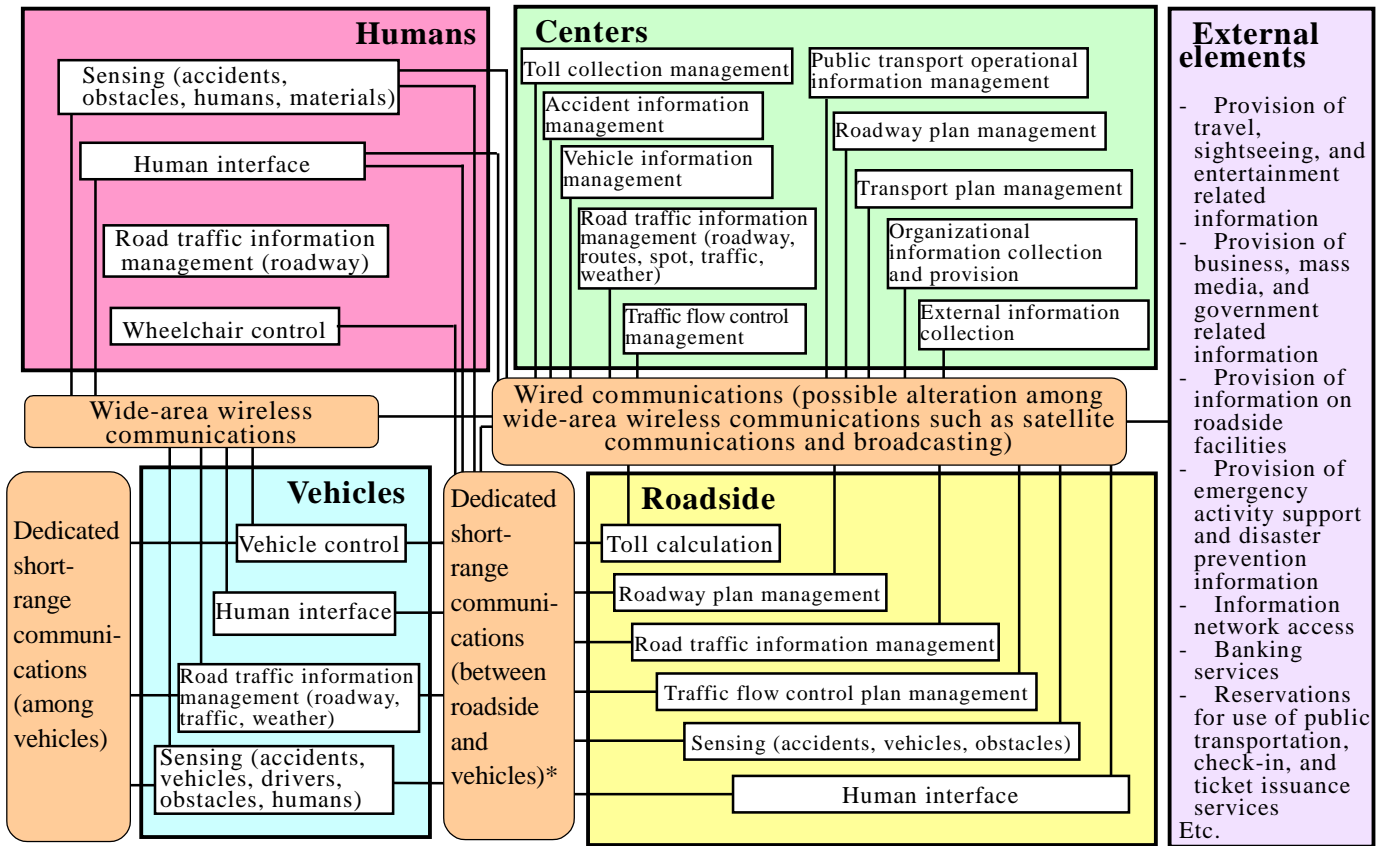 Humans
Sensing (accidents,
obstacles, humans, materials)
Human interface
Road traffic information
management (roadway)
Wheelchair control
Centers
Toll collection management
Accident information
management
Vehicle information
management
Road traffic information
management (roadway,
routes, spot, traffic,
weather)
Traffic flow control
management
Public transport operational
information management
Roadway plan management
Transport plan management
Organizational
information collection
and provision
External information
collection
External
elements
- Provision of
travel,
sightseeing, and
entertainment
related
information
- Provision of
business, mass
media, and
government
related
information
- Provision of
information on
roadside
facilities
- Provision of
emergency
activity support
and disaster
prevention
information
- Information
network access
- Banking
services
- Reservations
for use of public
transportation,
check-in, and
ticket issuance
services
Etc.
Wide-area wireless
communications
Wired communications (possible alteration among
wide-area wireless communications such as satellite
communications and broadcasting)
Dedicated
short-
range
communi-
cations
(among
vehicles)
Vehicles
Vehicle control
Human interface
Road traffic information
management (roadway,
traffic, weather)
Sensing (accidents,
vehicles, drivers,
obstacles, humans)
Dedicated
short-
range
communi-
cations
(between
roadside
and
vehicles)*
Roadside
Toll calculation
Roadway plan management
Road traffic information management
Traffic flow control plan management
Sensing (accidents, vehicles, obstacles)
Human interface